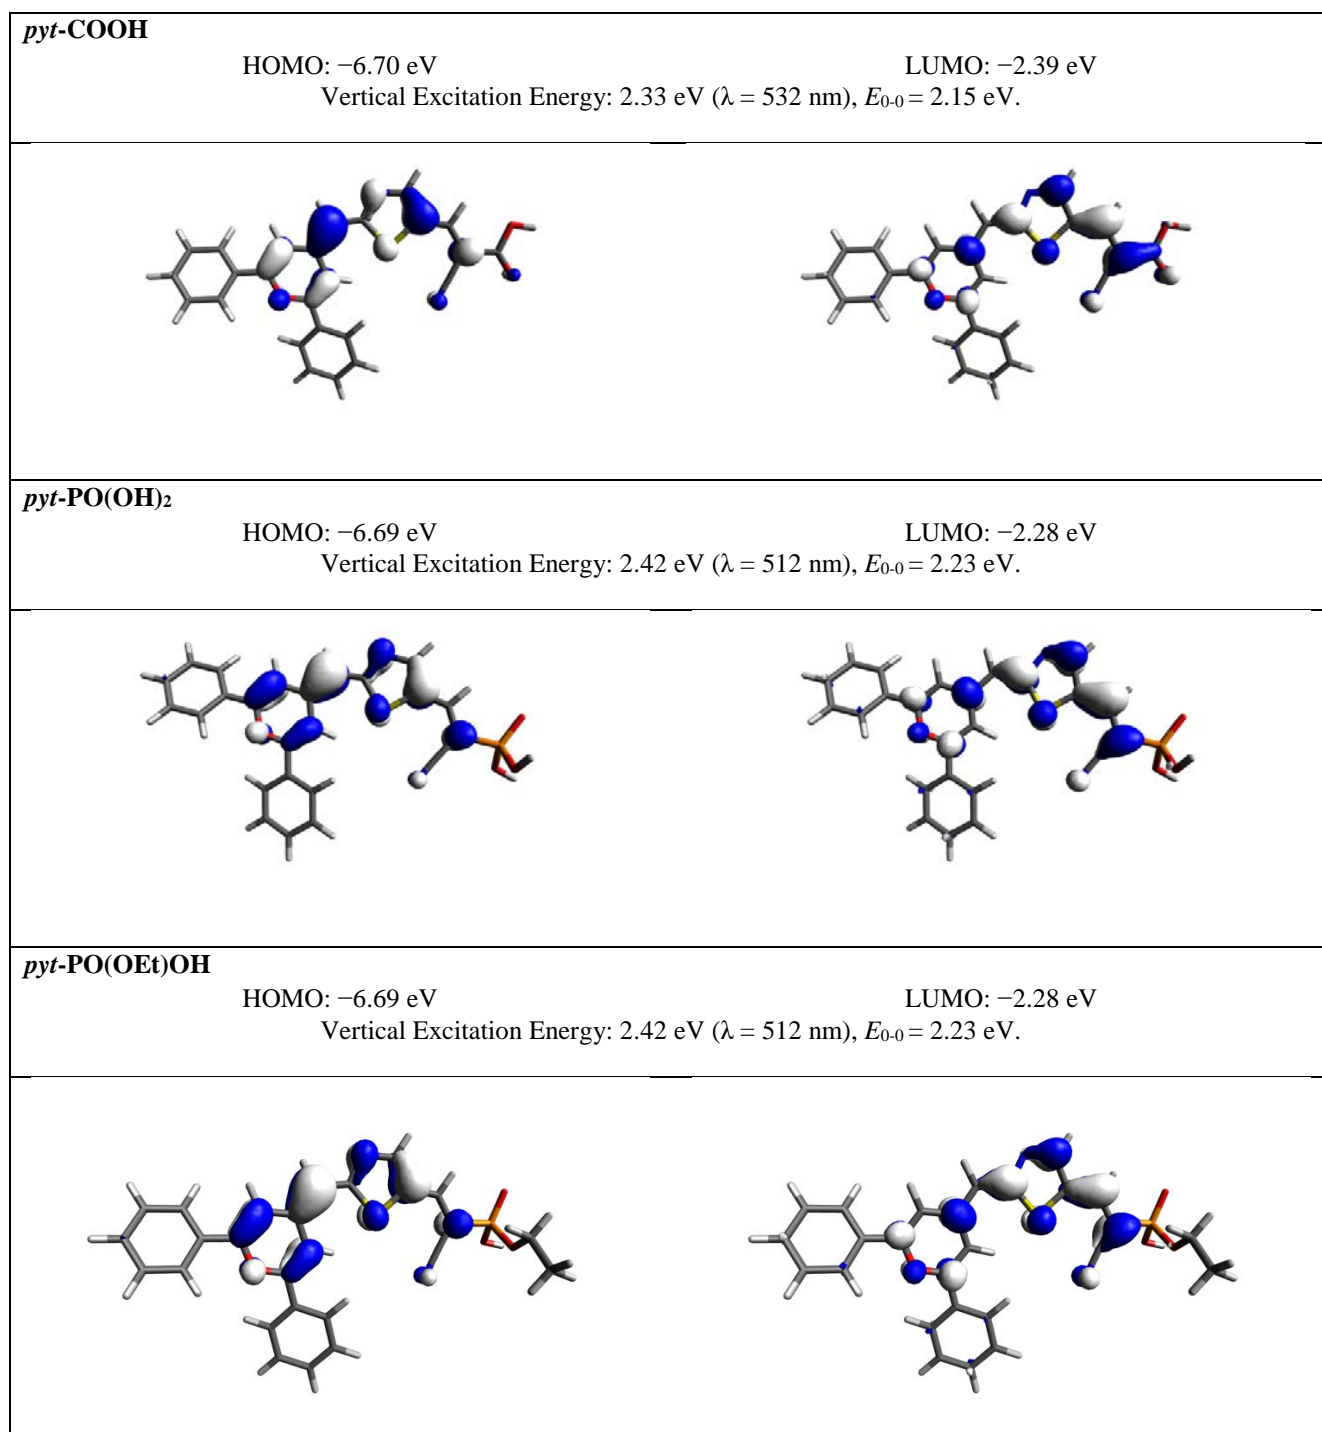 pyt-COOH
HOMO: −6.70 eV LUMO: −2.39 eV
Vertical Excitation Energy: 2.33 eV (λ = 532 nm), E0-0 = 2.15 eV.
pyt-PO(OH)2
HOMO: −6.69 eV LUMO: −2.28 eV
Vertical Excitation Energy: 2.42 eV (λ = 512 nm), E0-0 = 2.23 eV.
pyt-PO(OEt)OH
HOMO: −6.69 eV LUMO: −2.28 eV
Vertical Excitation Energy: 2.42 eV (λ = 512 nm), E0-0 = 2.23 eV.